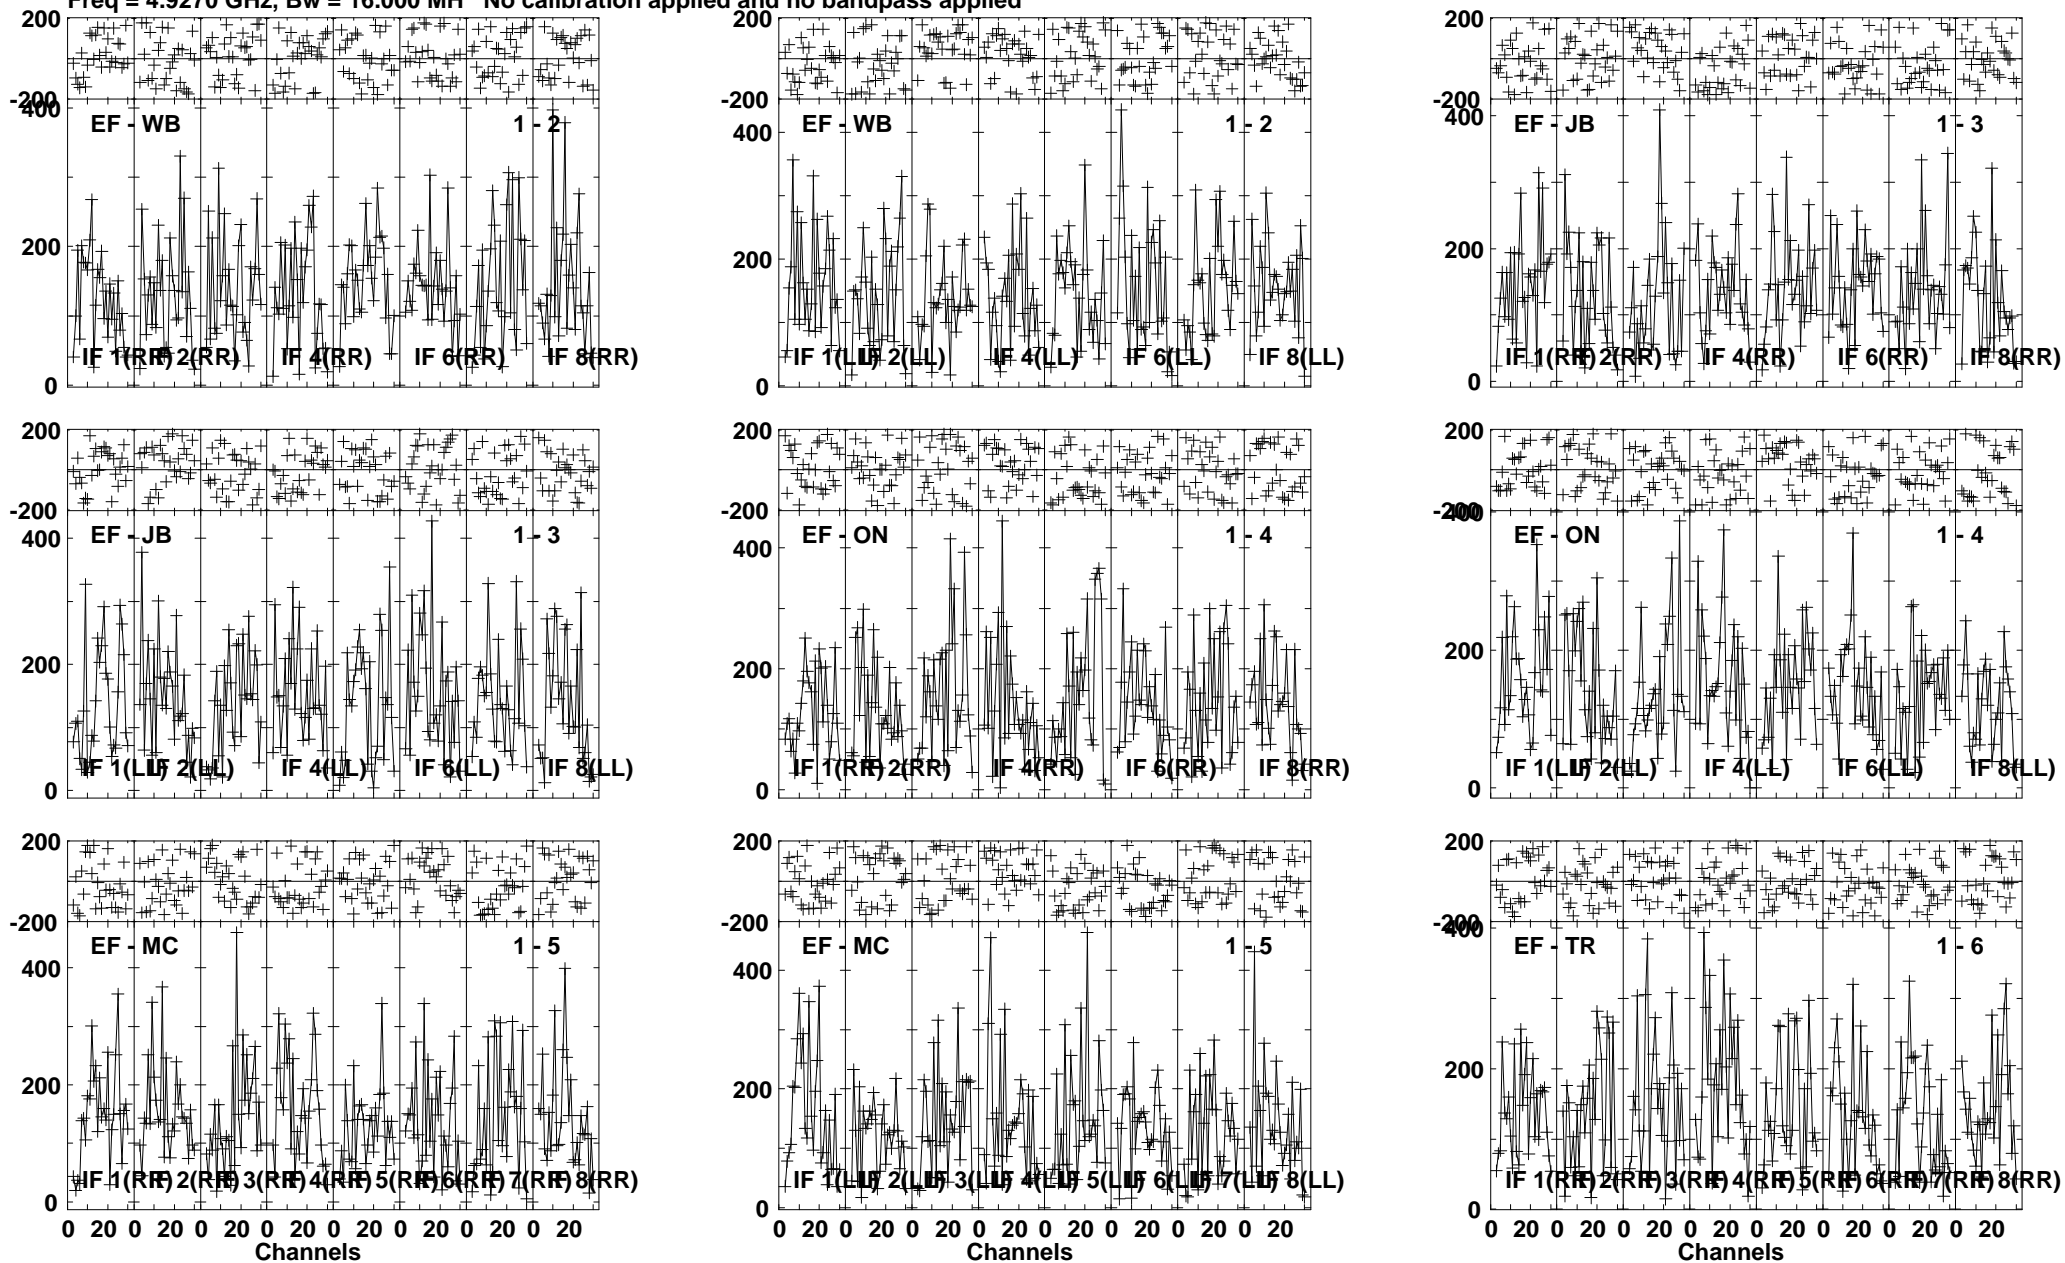 Freq = 4.9270 GHz, Bw = 16.000 MH No calibration applied and no bandpass applied
200
-200
400
200
0
EF - WB
1 - 2
IF 1(RR)
IF 2(RR)
IF 4(RR)
IF 6(RR)
IF 8(RR)
200
-200
400
200
0
EF - WB
1 - 2
IF 1(LL)
IF 2(LL)
IF 4(LL)
IF 6(LL)
IF 8(LL)
200
-200
400
200
0
EF - JB
1 - 3
IF 1(RR)
IF 2(RR)
IF 4(RR)
IF 6(RR)
IF 8(RR)
200
-200
400
200
0
EF - JB
1 - 3
IF 1(LL)
IF 2(LL)
IF 4(LL)
IF 6(LL)
IF 8(LL)
200
-200
400
200
0
EF - ON
1 - 4
IF 1(RR)
IF 2(RR)
IF 4(RR)
IF 6(RR)
IF 8(RR)
200
-200
400
200
0
EF - ON
1 - 4
IF 1(LL)
IF 2(LL)
IF 4(LL)
IF 6(LL)
IF 8(LL)
200
-200
400
200
0
EF - MC
1 - 5
IF 1(RR)
IF 2(RR)
IF 3(RR)
IF 4(RR)
IF 5(RR)
IF 6(RR)
IF 7(RR)
IF 8(RR)
0 20 0 20 0 20 0 20 0 20 0 20 0 20 0 20
Channels
200
-200
400
200
0
EF - MC
1 - 5
IF 1(LL)
IF 2(LL)
IF 3(LL)
IF 4(LL)
IF 5(LL)
IF 6(LL)
IF 7(LL)
IF 8(LL)
0 20 0 20 0 20 0 20 0 20 0 20 0 20 0 20
Channels
200
-200
400
200
0
EF - TR
1 - 6
IF 1(RR)
IF 2(RR)
IF 3(RR)
IF 4(RR)
IF 5(RR)
IF 6(RR)
IF 7(RR)
IF 8(RR)
0 20 0 20 0 20 0 20 0 20 0 20 0 20 0 20
Channels